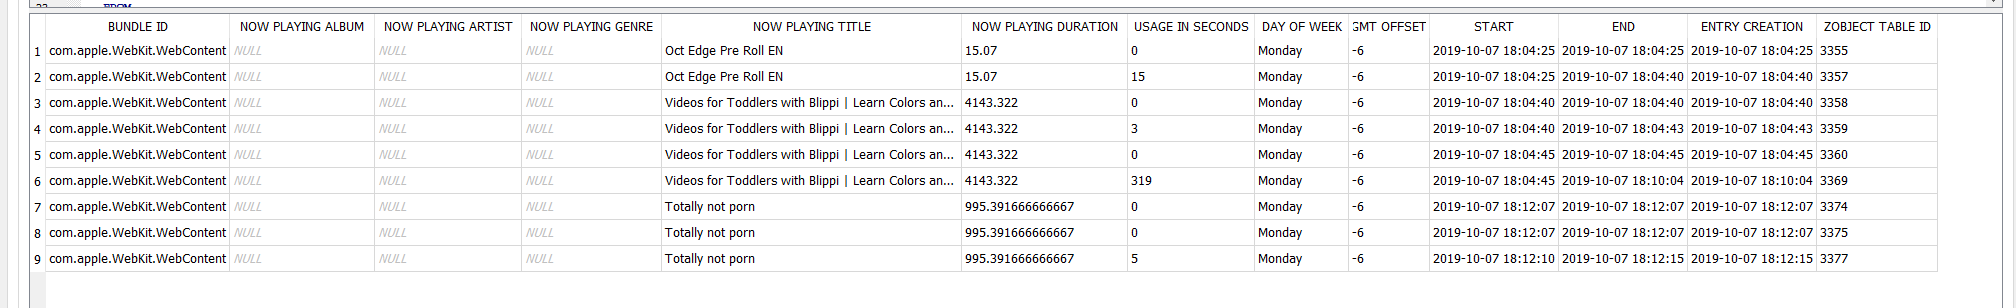 BUNDLE ID NOW PLAYING ALBUM NOW PLAYING ARTIST NOW PLAYING GENRE NOW PLAYING TITLE NOW PLAYING DURATION USAGE IN SECONDS DAY OF WEEK GMT OFFSET START END ENTRY CREATION ZOBJECT TABLE ID
1 com.apple.WebKit.WebContent NULL NULL NULL Oct Edge Pre Roll EN 15.07 0 Monday -6 2019-10-07 18:04:25 2019-10-07 18:04:25 2019-10-07 18:04:25 3355
2 com.apple.WebKit.WebContent NULL NULL NULL Oct Edge Pre Roll EN 15.07 15 Monday -6 2019-10-07 18:04:25 2019-10-07 18:04:40 2019-10-07 18:04:40 3357
3 com.apple.WebKit.WebContent NULL NULL NULL Videos for Toddlers with Blippi | Learn Colors an... 4143.322 0 Monday -6 2019-10-07 18:04:40 2019-10-07 18:04:40 2019-10-07 18:04:40 3358
4 com.apple.WebKit.WebContent NULL NULL NULL Videos for Toddlers with Blippi | Learn Colors an... 4143.322 3 Monday -6 2019-10-07 18:04:40 2019-10-07 18:04:43 2019-10-07 18:04:43 3359
5 com.apple.WebKit.WebContent NULL NULL NULL Videos for Toddlers with Blippi | Learn Colors an... 4143.322 0 Monday -6 2019-10-07 18:04:45 2019-10-07 18:04:45 2019-10-07 18:04:45 3360
6 com.apple.WebKit.WebContent NULL NULL NULL Videos for Toddlers with Blippi | Learn Colors an... 4143.322 319 Monday -6 2019-10-07 18:04:45 2019-10-07 18:10:04 2019-10-07 18:10:04 3369
7 com.apple.WebKit.WebContent NULL NULL NULL Totally not porn 995.391666666667 0 Monday -6 2019-10-07 18:12:07 2019-10-07 18:12:07 2019-10-07 18:12:07 3374
8 com.apple.WebKit.WebContent NULL NULL NULL Totally not porn 995.391666666667 0 Monday -6 2019-10-07 18:12:07 2019-10-07 18:12:07 2019-10-07 18:12:07 3375
9 com.apple.WebKit.WebContent NULL NULL NULL Totally not porn 995.391666666667 5 Monday -6 2019-10-07 18:12:10 2019-10-07 18:12:15 2019-10-07 18:12:15 3377